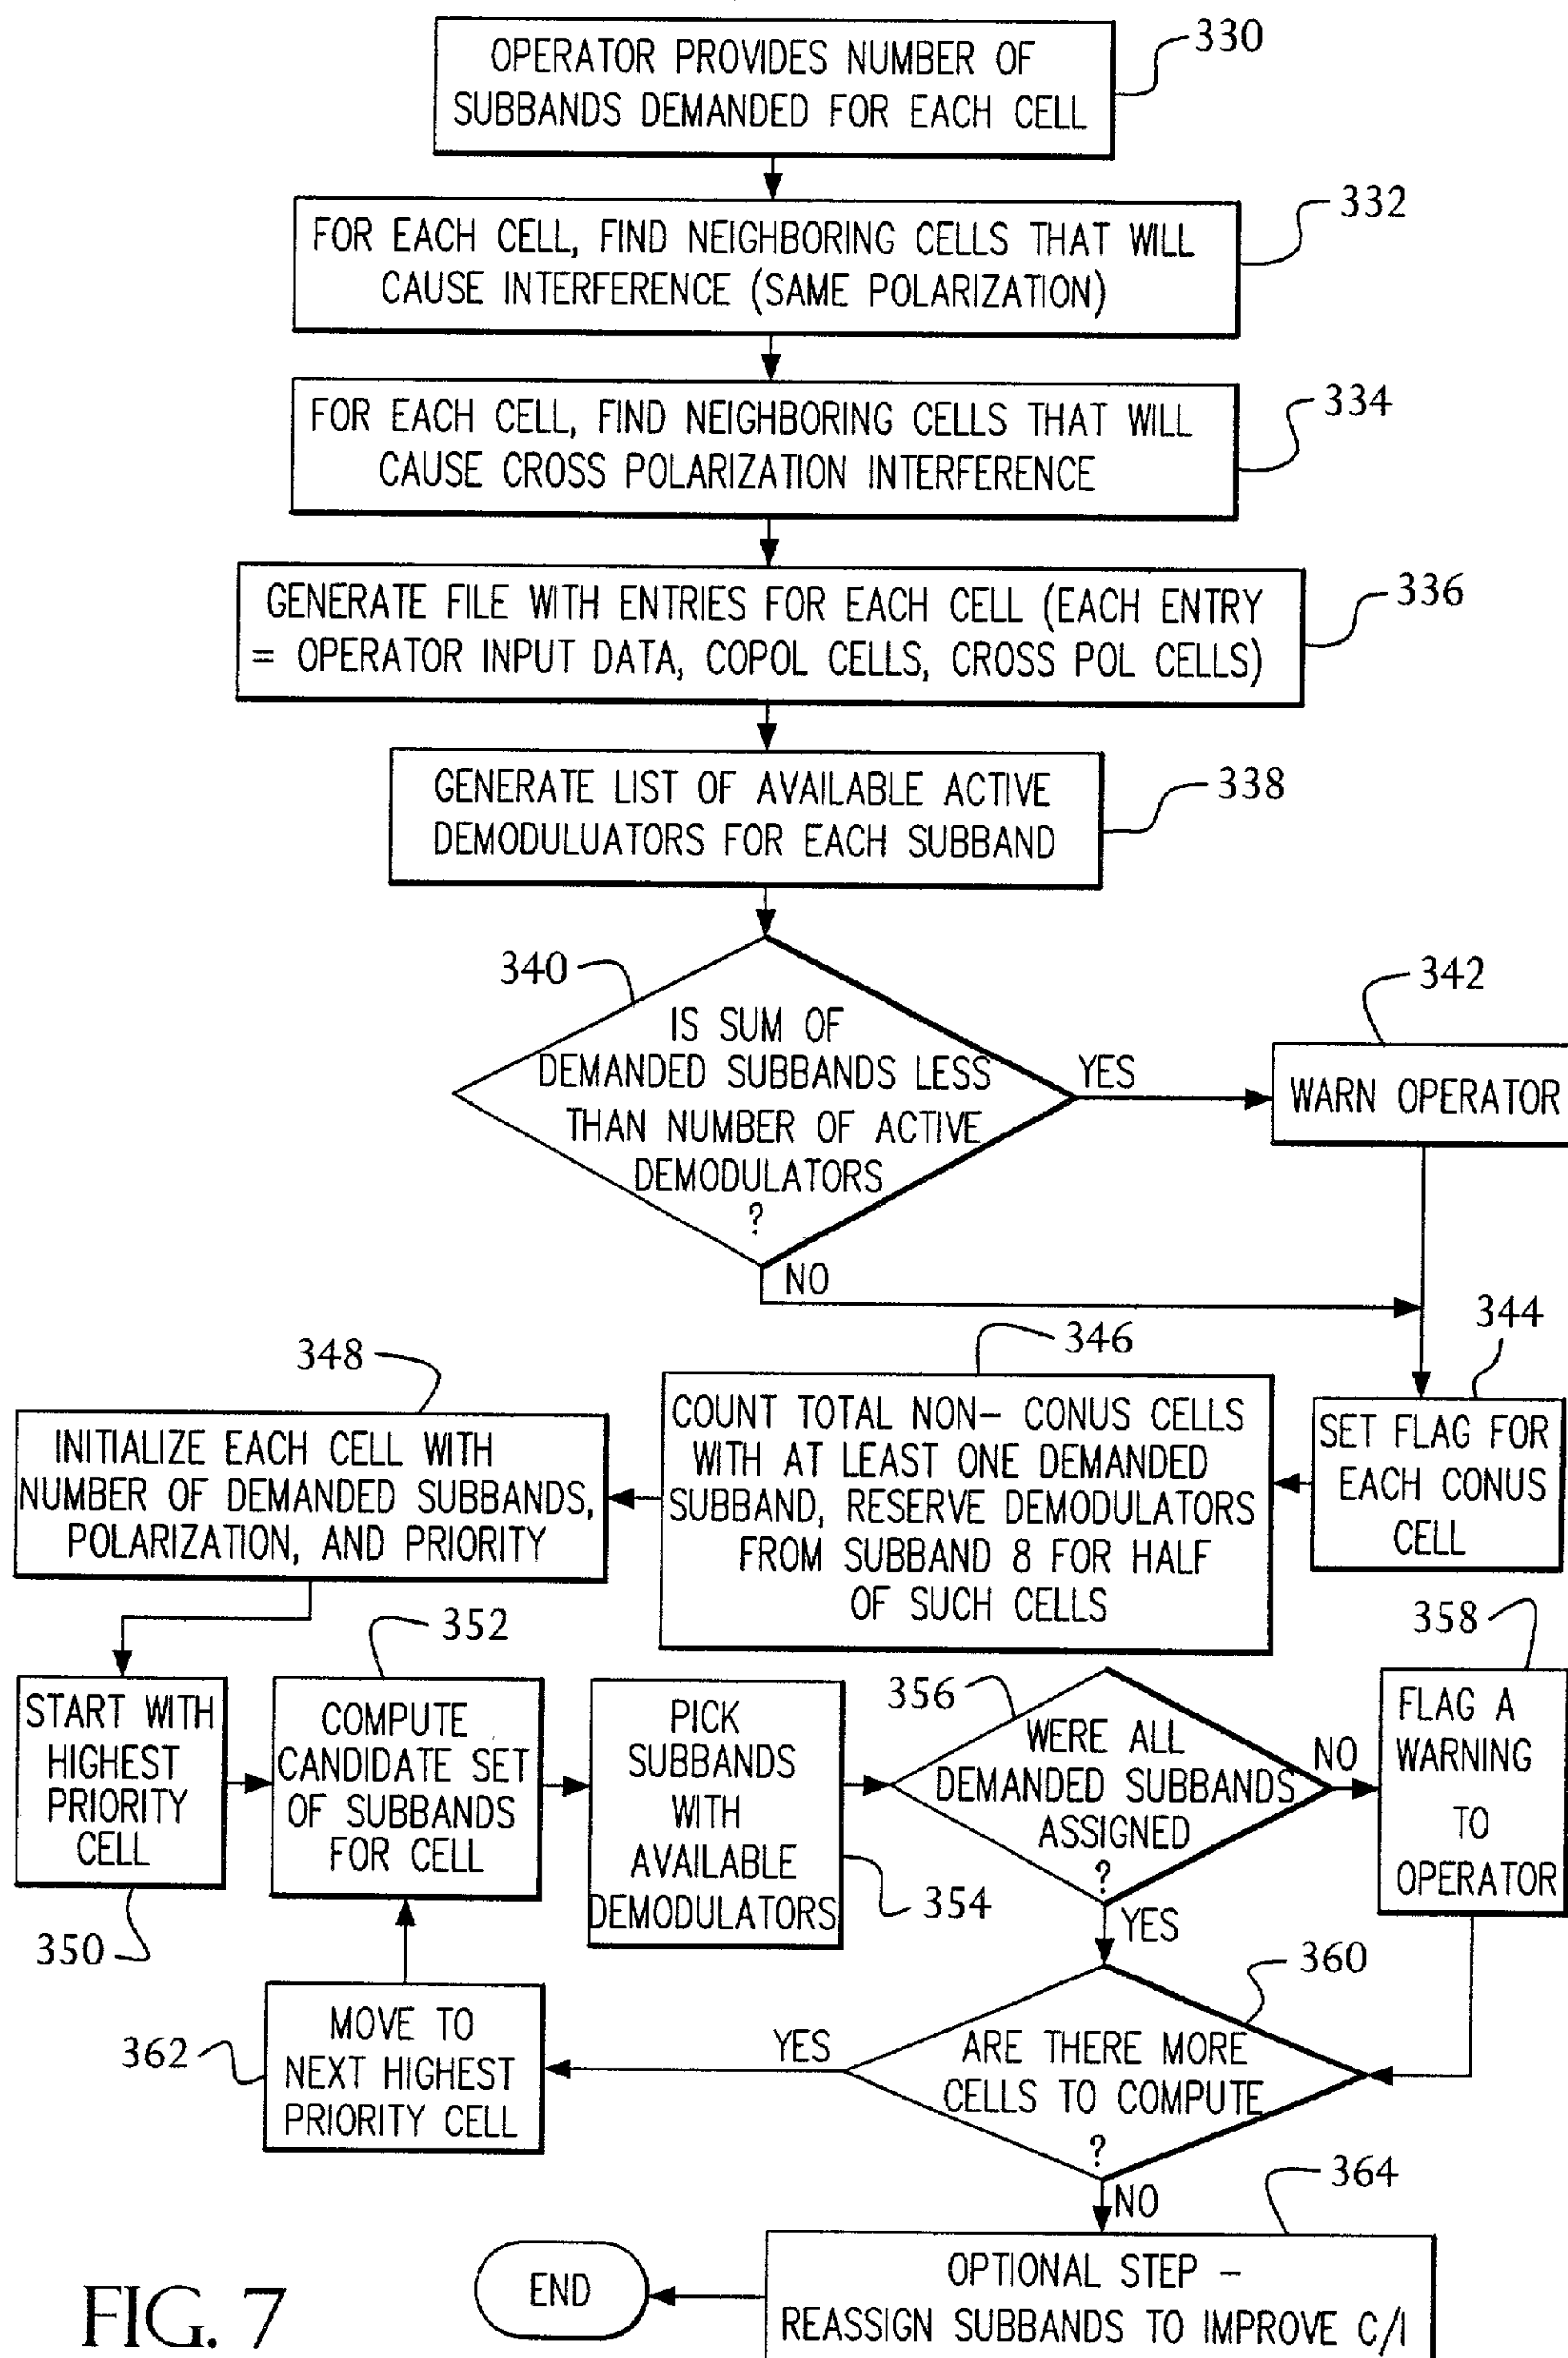 OPERATOR PROVIDES NUMBER OF
SUBBANDS DEMANDED FOR EACH CELL
330
FOR EACH CELL, FIND NEIGHBORING CELLS THAT WILL
CAUSE INTERFERENCE (SAME POLARIZATION)
332
FOR EACH CELL, FIND NEIGHBORING CELLS THAT WILL
CAUSE CROSS POLARIZATION INTERFERENCE
334
GENERATE FILE WITH ENTRIES FOR EACH CELL (EACH ENTRY
= OPERATOR INPUT DATA, COPOL CELLS, CROSS POL CELLS)
336
GENERATE LIST OF AVAILABLE ACTIVE
DEMODULUATORS FOR EACH SUBBAND
338
340
IS SUM OF
DEMANDED SUBBANDS LESS
THAN NUMBER OF ACTIVE
DEMODULATORS
?
YES
NO
342
WARN OPERATOR
344
SET FLAG FOR
EACH CONUS
CELL
346
COUNT TOTAL NON- CONUS CELLS
WITH AT LEAST ONE DEMANDED
SUBBAND, RESERVE DEMODULATORS
FROM SUBBAND 8 FOR HALF
OF SUCH CELLS
348
INITIALIZE EACH CELL WITH
NUMBER OF DEMANDED SUBBANDS,
POLARIZATION, AND PRIORITY
START WITH
HIGHEST
PRIORITY
CELL
350
352
COMPUTE
CANDIDATE SET
OF SUBBANDS
FOR CELL
PICK
SUBBANDS
WITH
AVAILABLE
DEMODULATORS
354
356
WERE ALL
DEMANDED SUBBANDS
ASSIGNED
?
NO
YES
358
FLAG A
WARNING
TO
OPERATOR
360
ARE THERE MORE
CELLS TO COMPUTE
?
YES
NO
362
MOVE TO
NEXT HIGHEST
PRIORITY CELL
364
OPTIONAL STEP -
REASSIGN SUBBANDS TO IMPROVE C/I
END
FIG. 7